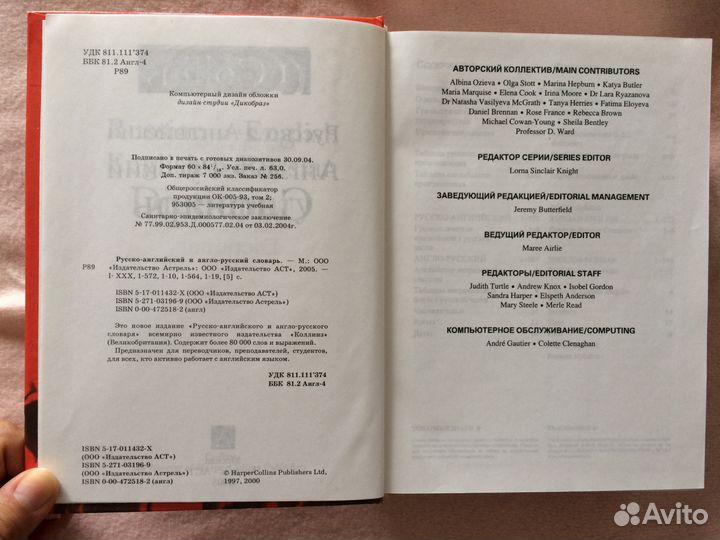 УДК 811.111'374
ББК 81.2 Англ-4
Р89
Компьютерный дизайн обложки
дизайн-студии «Дикобраз»
Подписано в печать с готовых диапозитивов 30.09.04.
Формат 60 × 84 1/16. Усл. печ. л. 63,0.
Доп. тираж 7 000 экз. Заказ № 256.
Общероссийский классификатор
продукции ОК-005-93, том 2;
953005 — литература учебная
Санитарно-эпидемиологическое заключение
№ 77.99.02.953.Д.000577.02.04 от 03.02.2004г.
Русско-английский и англо-русский словарь. — М.: ООО
Р89 «Издательство Астрель»: ООО «Издательство АСТ», 2005. —
I- XXX, 1-572, 1-10, 1-564, 1-19, [5] с.
ISBN 5-17-011432-X (ООО «Издательство АСТ»)
ISBN 5-271-03196-9 (ООО «Издательство Астрель»)
ISBN 0-00-472518-2 (англ)
Это новое издание «Русско-английского и англо-русского
словаря» всемирно известного издательства «Коллинз»
(Великобритания). Содержит более 80 000 слов и выражений.
Предназначен для переводчиков, преподавателей, студентов,
для всех, кто активно работает с английским языком.
УДК 811.111'374
ББК 81.2 Англ-4
ISBN 5-17-011432-X
(ООО «Издательство АСТ»)
ISBN 5-271-03196-9
(ООО «Издательство Астрель»)
ISBN 0-00-472518-2 (англ)
© HarperCollins Publishers Ltd,
1997, 2000
АВТОРСКИЙ КОЛЛЕКТИВ/MAIN CONTRIBUTORS
Albina Ozieva • Olga Stott • Marina Hepburn • Katya Butler
Maria Marquise • Elena Cook • Irina Moore • Dr Lara Ryazanova
Dr Natasha Vasilyeva McGrath • Tanya Herries • Fatima Eloyeva
Daniel Brennan • Rose France • Rebecca Brown
Michael Cowan-Young • Sheila Bentley
Professor D. Ward
РЕДАКТОР СЕРИИ/SERIES EDITOR
Lorna Sinclair Knight
ЗАВЕДУЮЩИЙ РЕДАКЦИЕЙ/EDITORIAL MANAGEMENT
Jeremy Butterfield
ВЕДУЩИЙ РЕДАКТОР/EDITOR
Maree Airlie
РЕДАКТОРЫ/EDITORIAL STAFF
Judith Turtle • Andrew Knox • Isobel Gordon
Sandra Harper • Elspeth Anderson
Mary Steele • Merle Read
КОМПЬЮТЕРНОЕ ОБСЛУЖИВАНИЕ/COMPUTING
André Gautier • Colette Clenaghan
Avito